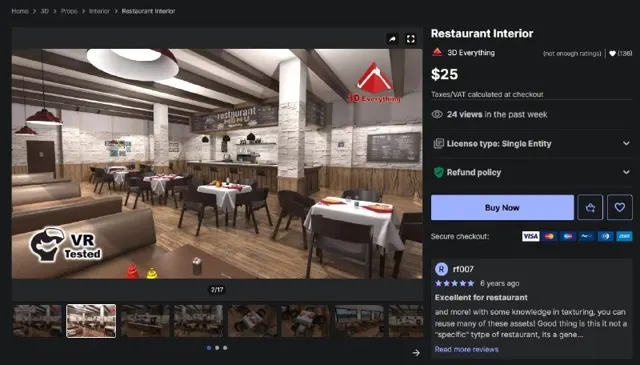 Home > 3D > Props > Interior > Restaurant Interior
Restaurant Interior
3D Everything
(not enough ratings) | (136)
$25
Taxes/VAT calculated at checkout
24 views in the past week
License type: Single Entity
Refund policy
Buy Now
Secure checkout:
VISA
PayPal
3D Everything
restaurant
MENU
VR
Tested
2/17
R rf007
6 years ago
Excellent for restaurant
and more! with some knowledge in texturing, you can
reuse many of these assets! Good thing is this it not a
"specific" tytpe of restaurant, its a gene...
Read more reviews